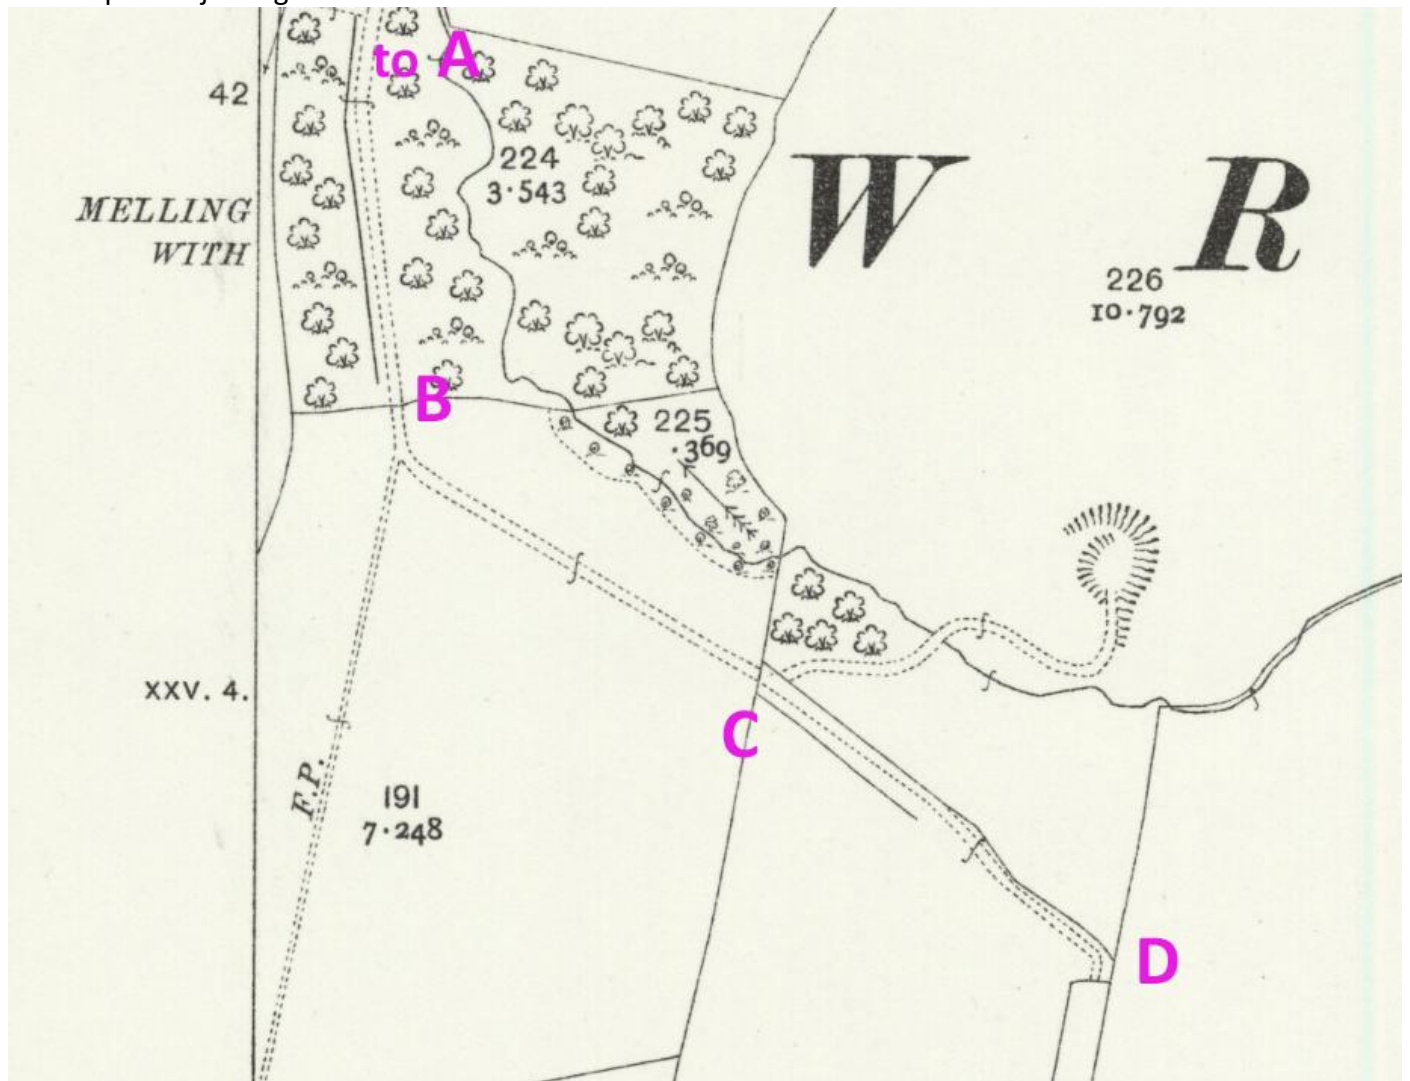 to A
42
224
3·543
MELLING
WITH
W R
226
10·792
B
225
·369
XXV. 4.
C
F.P.
191
7·248
D